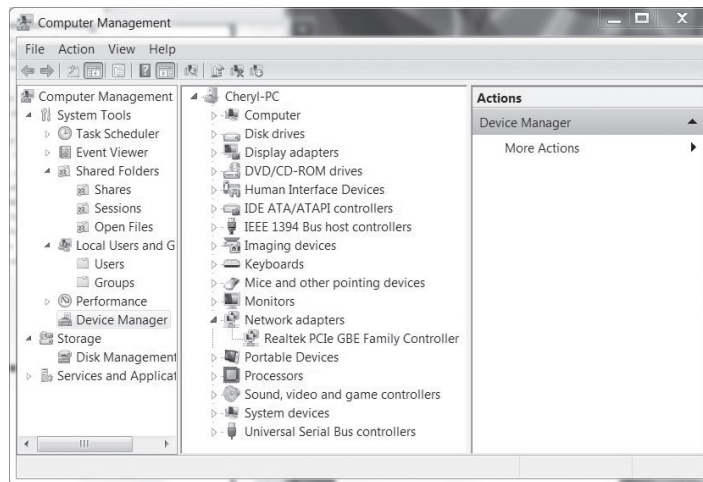 Computer Management
File Action View Help
Computer Management
System Tools
Task Scheduler
Event Viewer
Shared Folders
Shares
Sessions
Open Files
Local Users and G
Users
Groups
Performance
Device Manager
Storage
Disk Management
Services and Applicat
Cheryl-PC
Computer
Disk drives
Display adapters
DVD/CD-ROM drives
Human Interface Devices
IDE ATA/ATAPI controllers
IEEE 1394 Bus host controllers
Imaging devices
Keyboards
Mice and other pointing devices
Monitors
Network adapters
Realtek PCIe GBE Family Controller
Portable Devices
Processors
Sound, video and game controllers
System devices
Universal Serial Bus controllers
Actions
Device Manager
More Actions